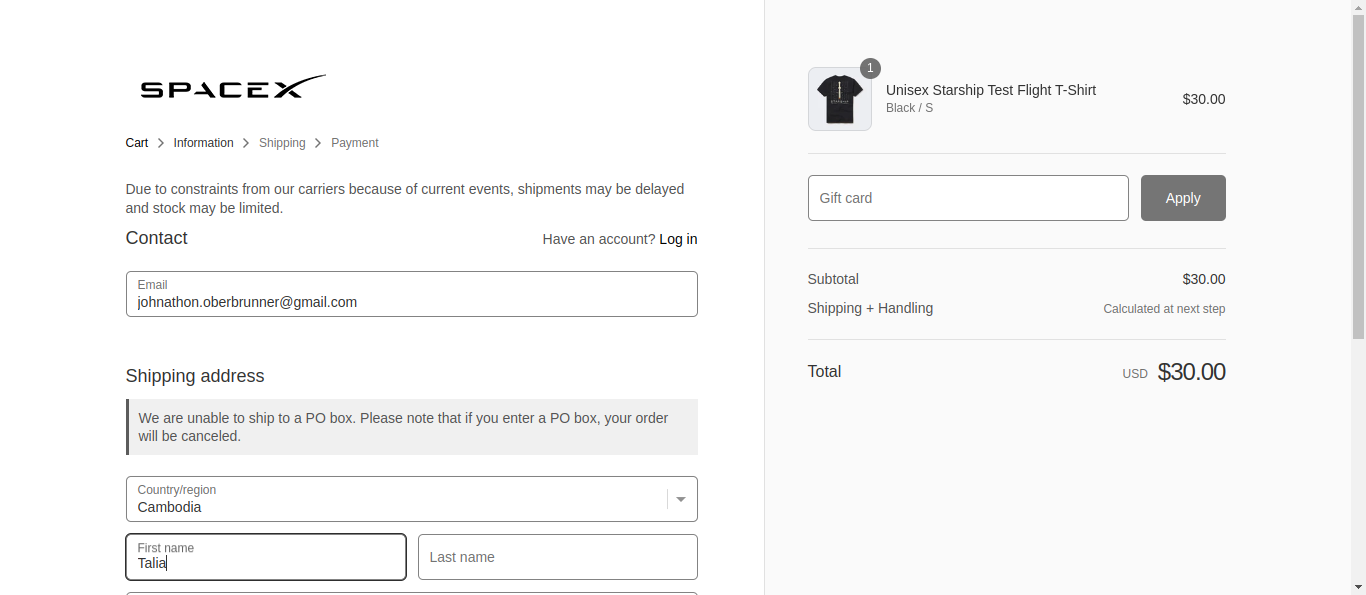 SPACEX
Cart > Information > Shipping > Payment
Due to constraints from our carriers because of current events, shipments may be delayed
and stock may be limited.
Contact
Have an account? Log in
Email
johnathon.oberbrunner@gmail.com
Shipping address
We are unable to ship to a PO box. Please note that if you enter a PO box, your order
will be canceled.
Country/region
Cambodia
First name
Talia
Last name
1
Unisex Starship Test Flight T-Shirt
Black / S
$30.00
Gift card
Apply
Subtotal
$30.00
Shipping + Handling
Calculated at next step
Total
USD $30.00